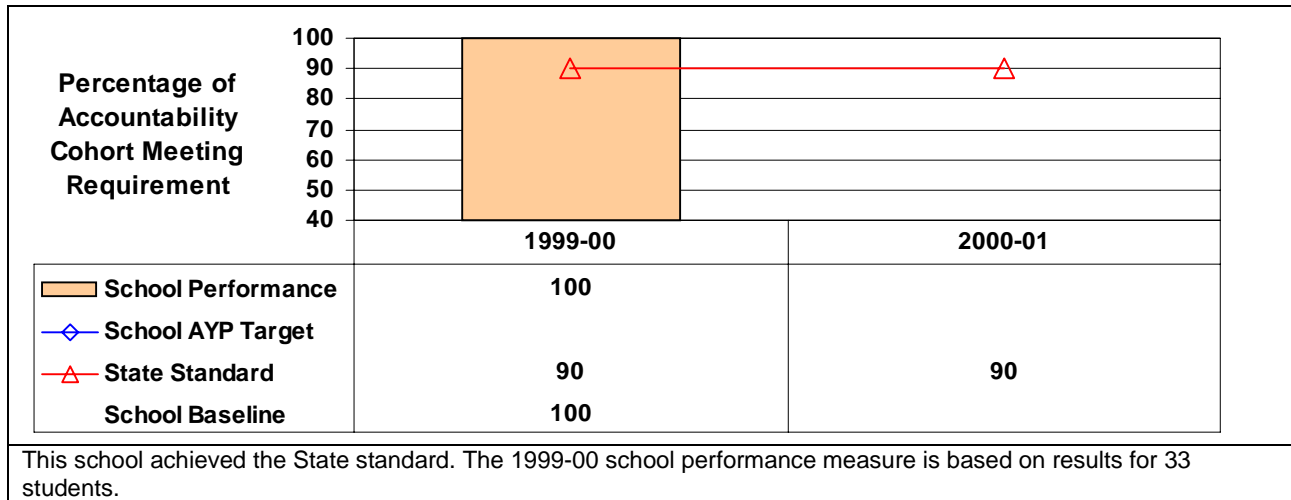 Percentage of
Accountability
Cohort Meeting
Requirement
100
90
80
70
60
50
40
1999-00 2000-01
School Performance 100
School AYP Target
State Standard 90 90
School Baseline 100
This school achieved the State standard. The 1999-00 school performance measure is based on results for 33
students.